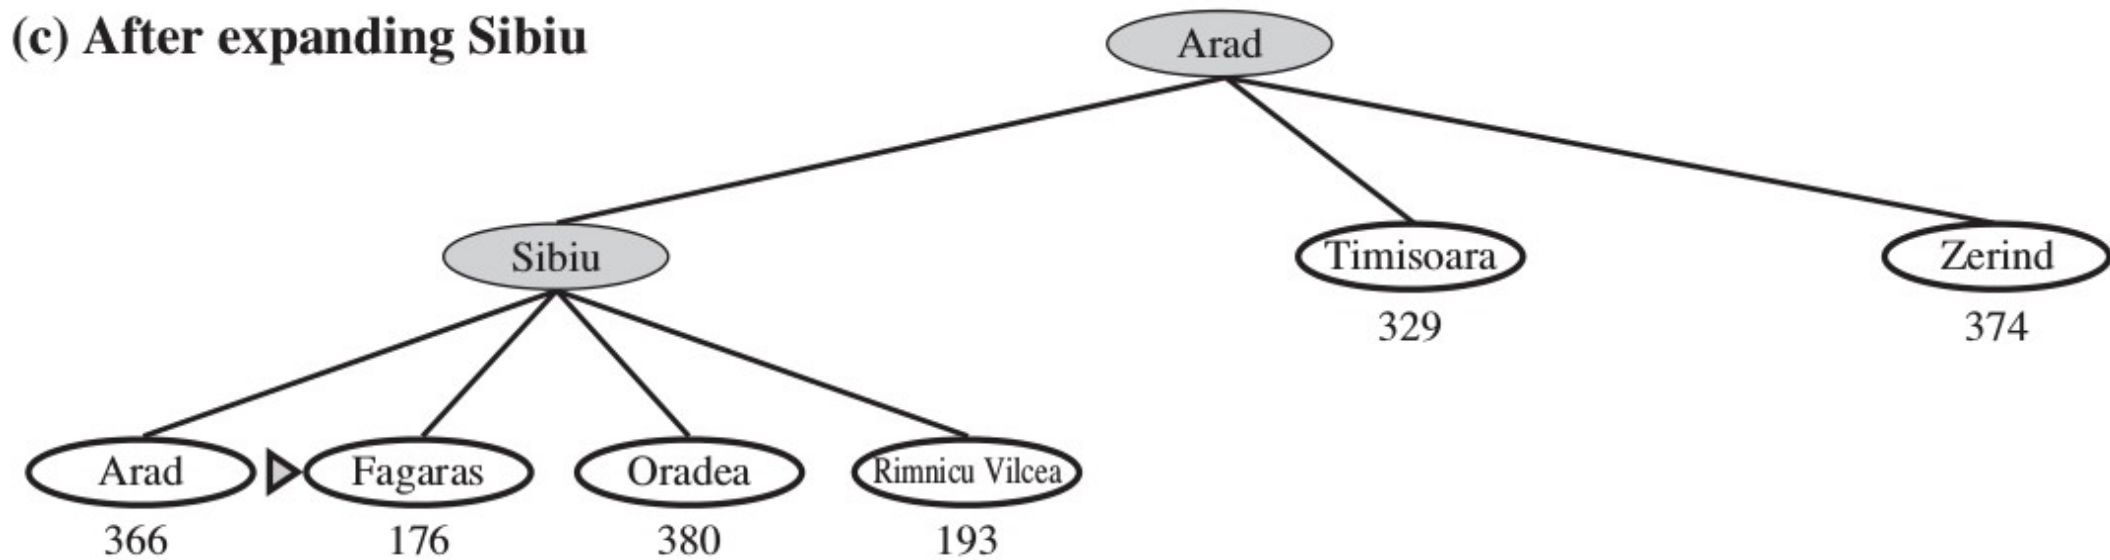 (c) After expanding Sibiu
Arad
Sibiu
Timisoara
Zerind
329
374
Arad
Fagaras
Oradea
Rimnicu Vilcea
366
176
380
193